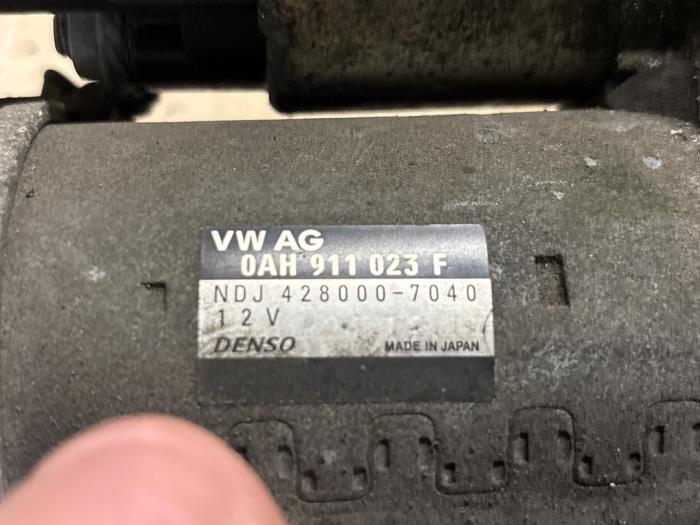 VW AG
0AH 911 023 F
NDJ 428000-7040
12V
DENSO MADE IN JAPAN